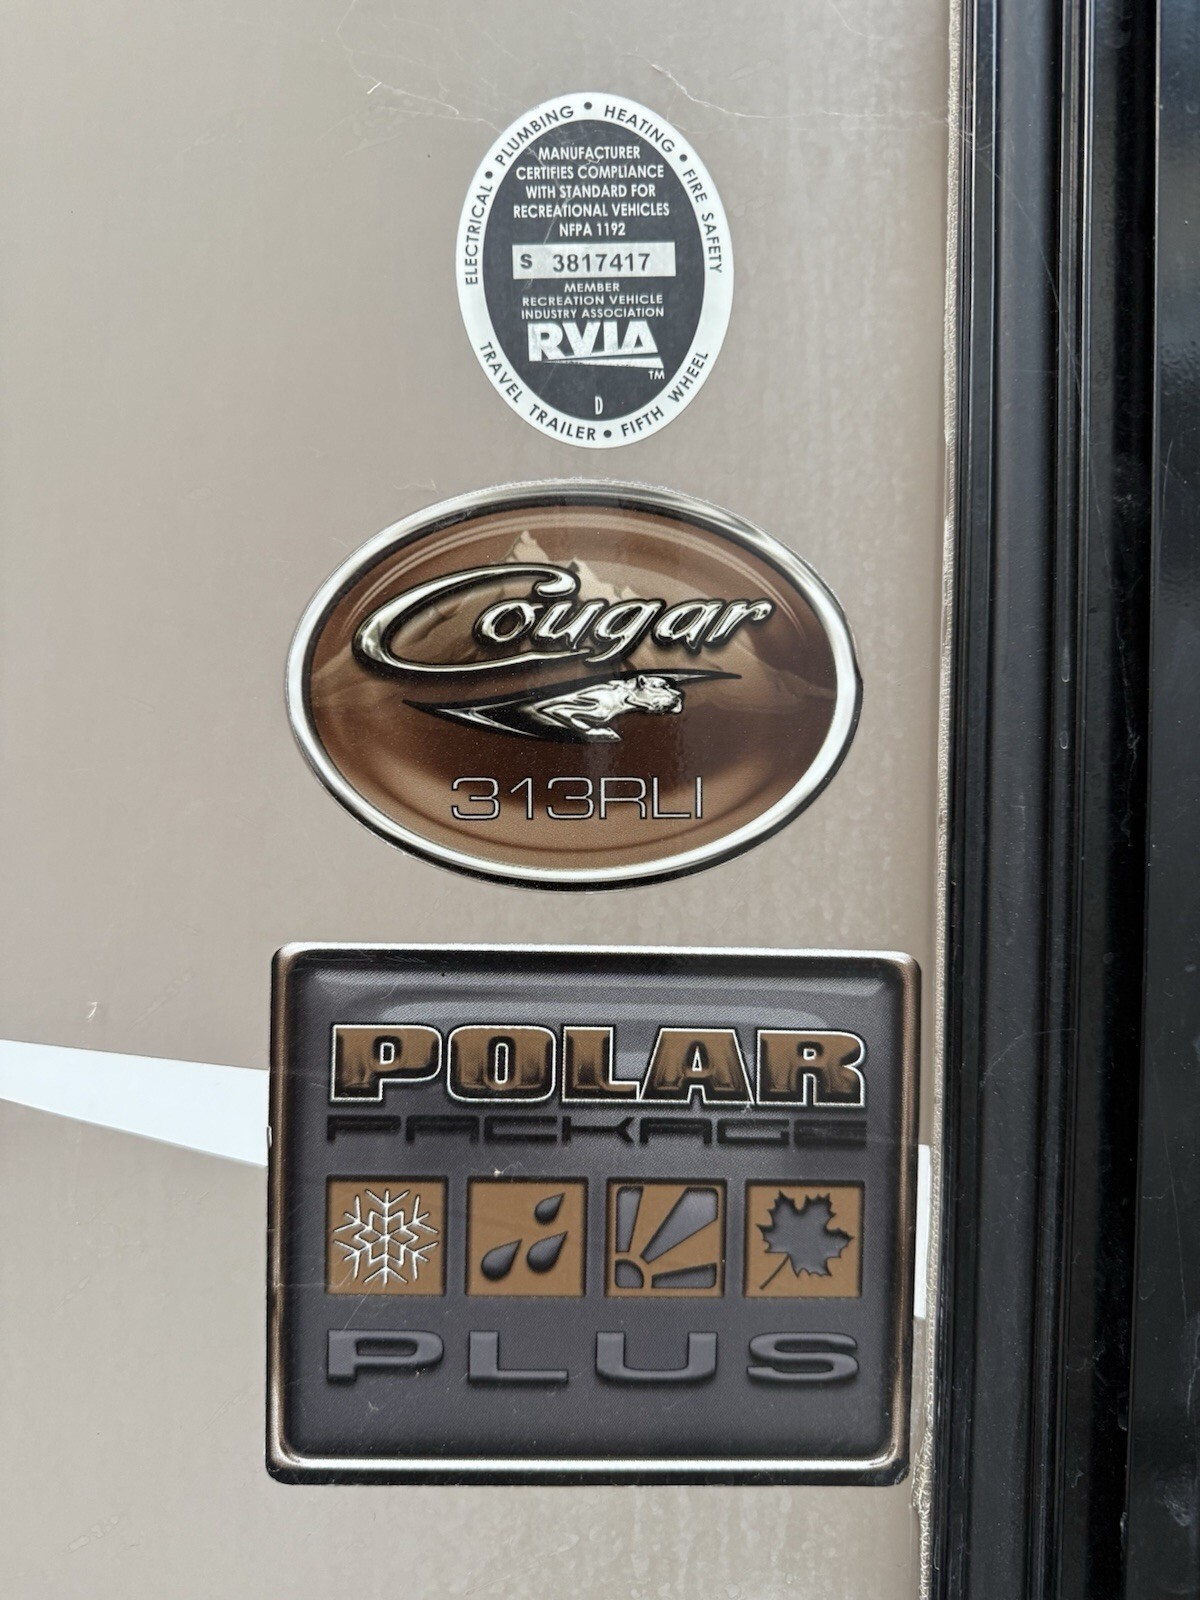 ELECTRICAL • PLUMBING • HEATING • FIRE SAFETY
MANUFACTURER
CERTIFIES COMPLIANCE
WITH STANDARD FOR
RECREATIONAL VEHICLES
NFPA 1192
S 3817417
MEMBER
RECREATION VEHICLE
INDUSTRY ASSOCIATION
RVIA
TM
D
TRAVEL TRAILER • FIFTH WHEEL
Cougar
313RLI
POLAR
PACKAGE
PLUS